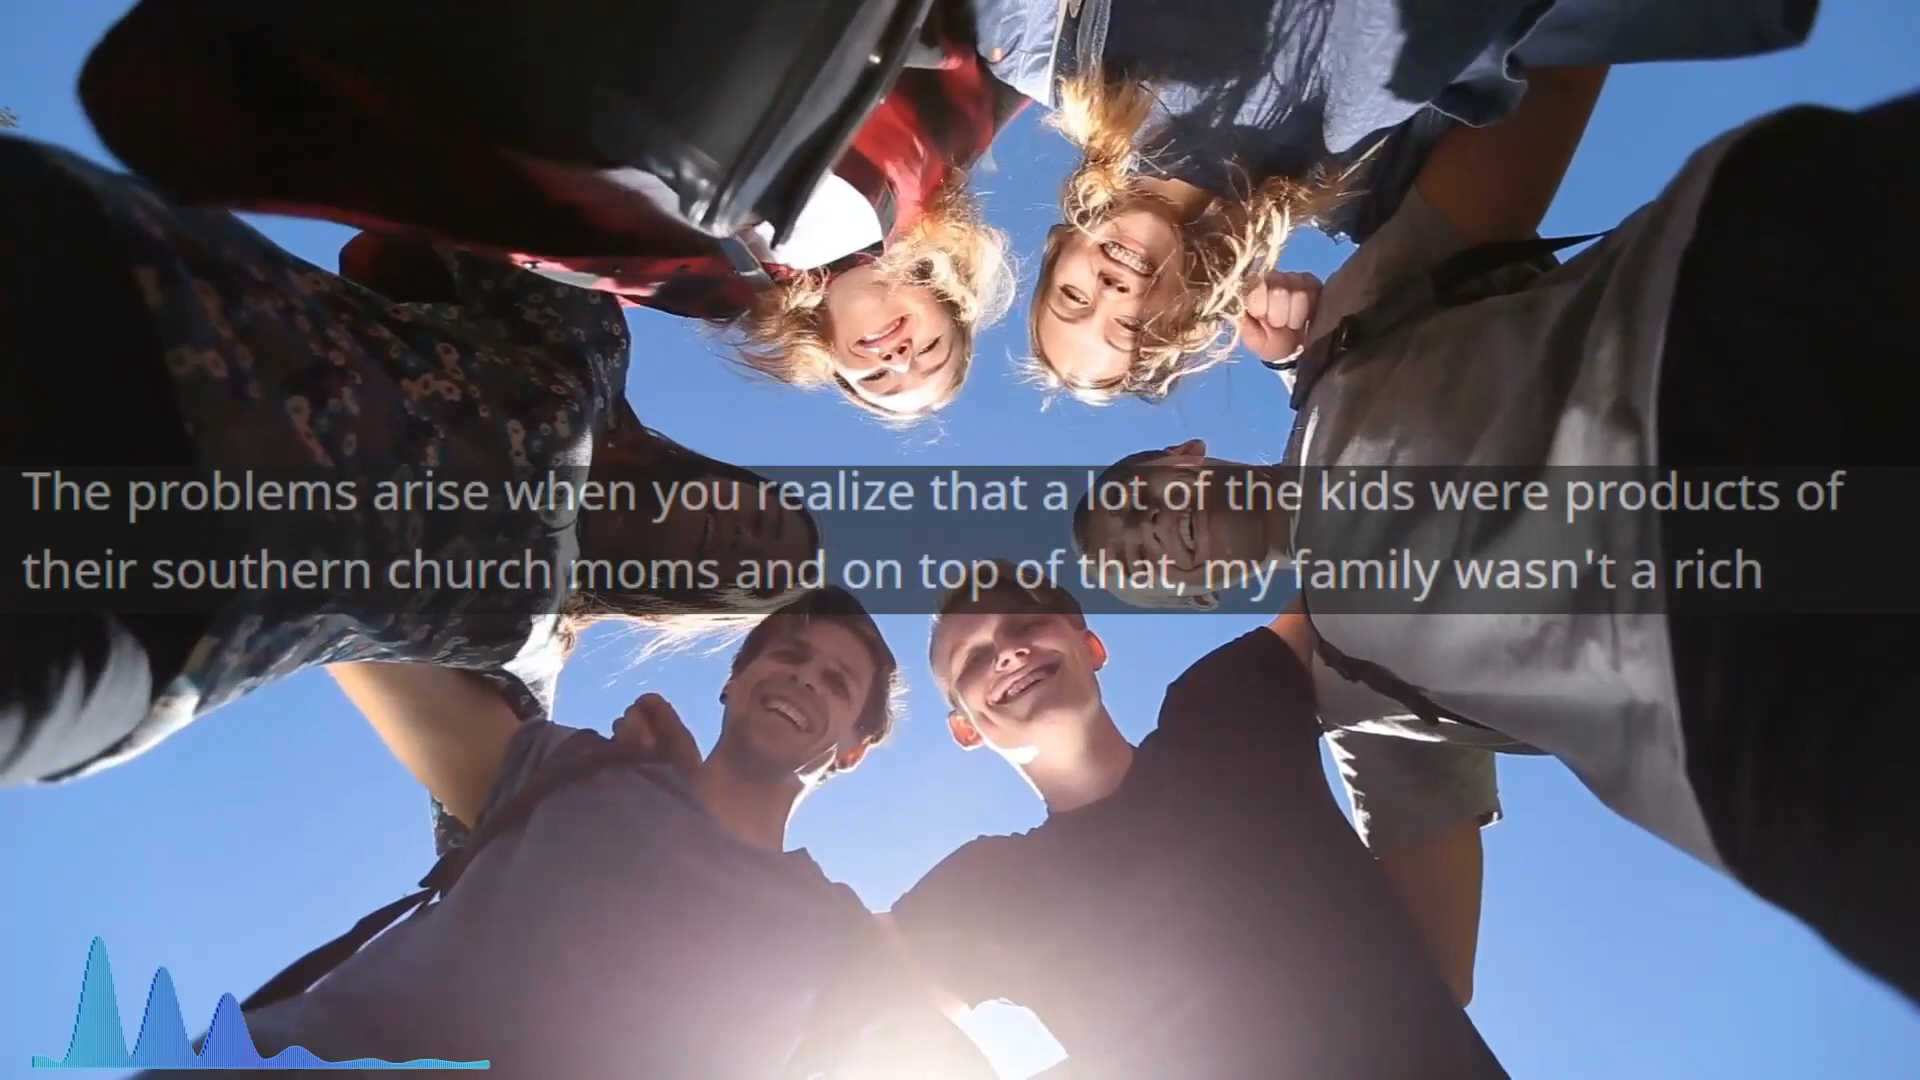 The problems arise when you realize that a lot of the kids were products of
their southern church moms and on top of that, my family wasn't a rich